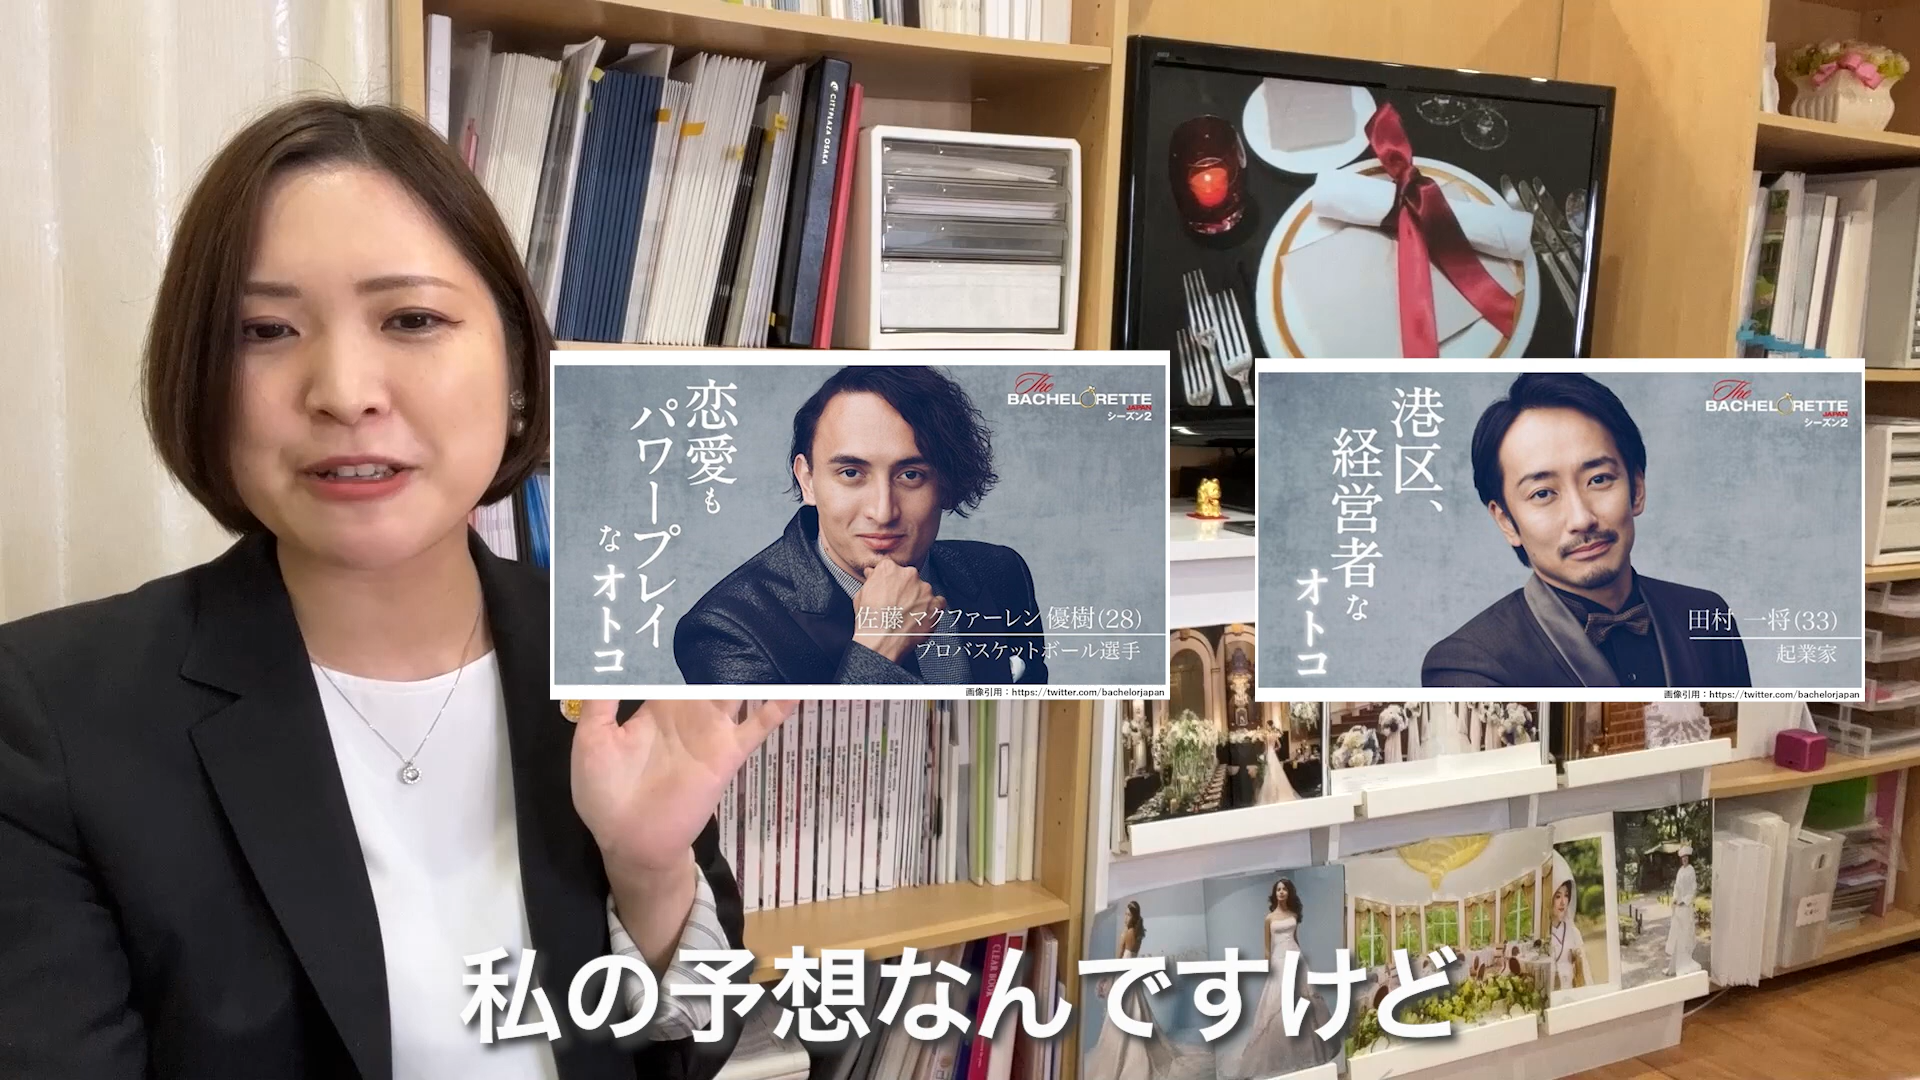 CITYPLAZA OSAKA
恋愛も
パワープレイ
な
オトコ
The
BACHELORETTE
JAPAN
シーズン2
佐藤 マクファーレン 優樹(28)
プロバスケットボール選手
画像引用：https://twitter.com/bachelorjapan
港区、
経営者な
オトコ
The
BACHELORETTE
JAPAN
シーズン2
田村 一将(33)
起業家
画像引用：https://twitter.com/bachelorjapan
CLEAR BOOK
私の予想なんですけど